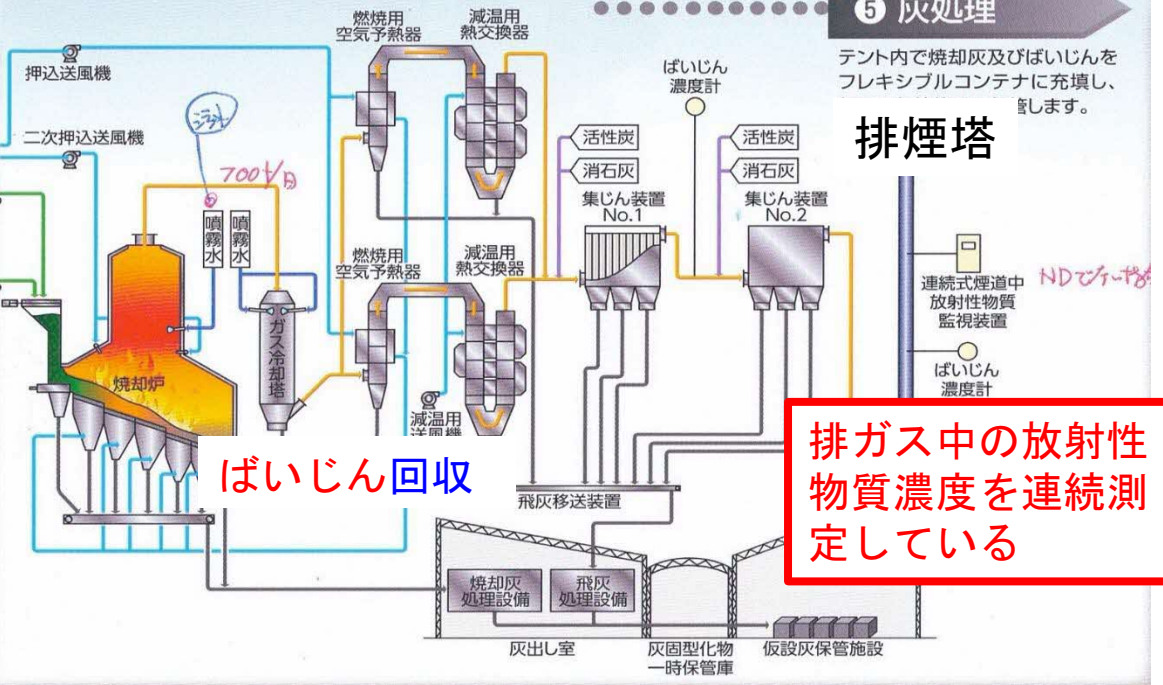 ❺ 灰処理
テント内で焼却灰及びばいじんを
フレキシブルコンテナに充填し、
管します。
排煙塔
燃焼用
空気予熱器
減温用
熱交換器
押込送風機
二次押込送風機
700t/日
噴霧水
噴霧水
ばいじん
濃度計
活性炭
消石灰
活性炭
消石灰
集じん装置
No.1
集じん装置
No.2
燃焼用
空気予熱器
減温用
熱交換器
連続式煙道中
放射性物質
監視装置
ばいじん
濃度計
ガス冷却塔
焼却炉
減温用
送風機
ばいじん回収
排ガス中の放射性
物質濃度を連続測
定している
飛灰移送装置
焼却灰
処理設備
飛灰
処理設備
灰出し室
灰固型化物
一時保管庫
仮設灰保管施設